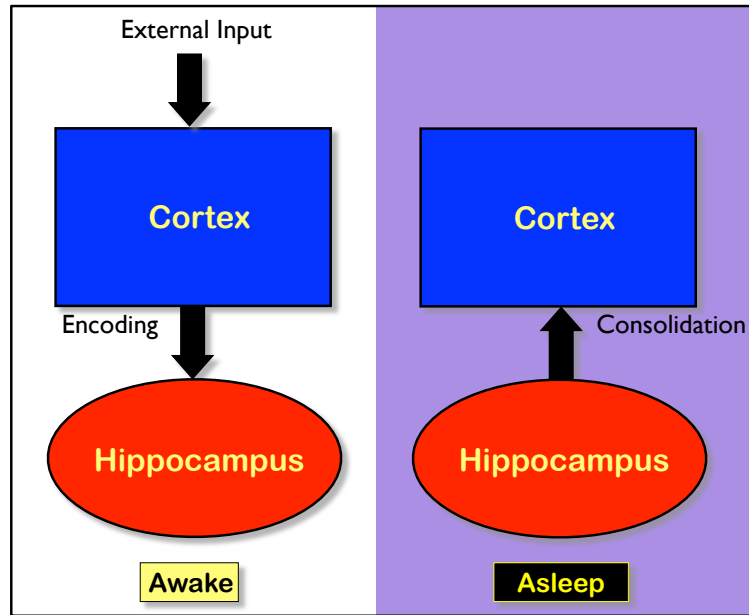 External Input
Cortex
Encoding
Hippocampus
Awake
Cortex
Consolidation
Hippocampus
Asleep